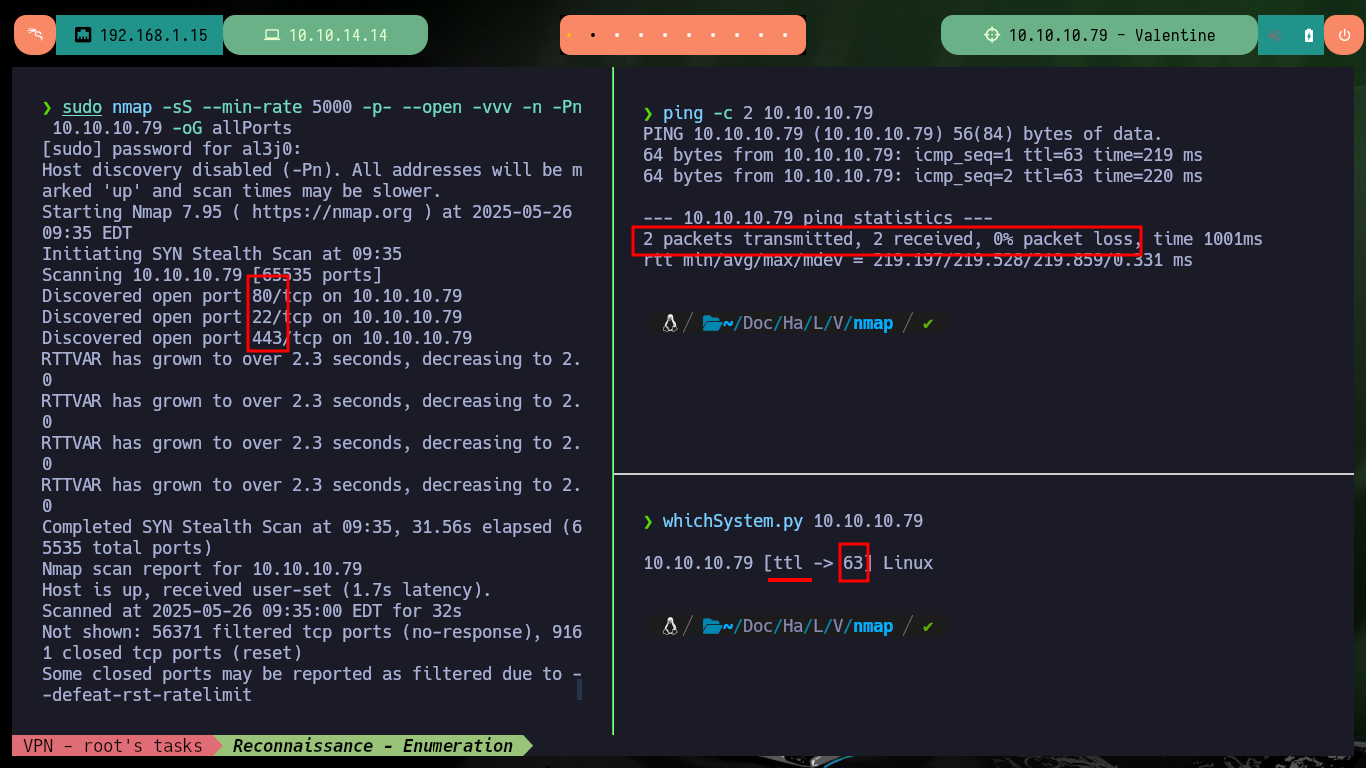 192.168.1.15
10.10.14.14
10.10.10.79 - Valentine
❯ sudo nmap -sS --min-rate 5000 -p- --open -vvv -n -Pn
10.10.10.79 -oG allPorts
[sudo] password for al3j0:
Host discovery disabled (-Pn). All addresses will be m
arked 'up' and scan times may be slower.
Starting Nmap 7.95 ( https://nmap.org ) at 2025-05-26
09:35 EDT
Initiating SYN Stealth Scan at 09:35
Scanning 10.10.10.79 [65535 ports]
Discovered open port 80/tcp on 10.10.10.79
Discovered open port 22/tcp on 10.10.10.79
Discovered open port 443/tcp on 10.10.10.79
RTTVAR has grown to over 2.3 seconds, decreasing to 2.
0
RTTVAR has grown to over 2.3 seconds, decreasing to 2.
0
RTTVAR has grown to over 2.3 seconds, decreasing to 2.
0
RTTVAR has grown to over 2.3 seconds, decreasing to 2.
0
Completed SYN Stealth Scan at 09:35, 31.56s elapsed (6
5535 total ports)
Nmap scan report for 10.10.10.79
Host is up, received user-set (1.7s latency).
Scanned at 2025-05-26 09:35:00 EDT for 32s
Not shown: 56371 filtered tcp ports (no-response), 916
1 closed tcp ports (reset)
Some closed ports may be reported as filtered due to -
-defeat-rst-ratelimit
❯ ping -c 2 10.10.10.79
PING 10.10.10.79 (10.10.10.79) 56(84) bytes of data.
64 bytes from 10.10.10.79: icmp_seq=1 ttl=63 time=219 ms
64 bytes from 10.10.10.79: icmp_seq=2 ttl=63 time=220 ms
--- 10.10.10.79 ping statistics ---
2 packets transmitted, 2 received, 0% packet loss, time 1001ms
rtt min/avg/max/mdev = 219.197/219.528/219.859/0.331 ms
/ ~/Doc/Ha/L/V/nmap / ✔
❯ whichSystem.py 10.10.10.79
10.10.10.79 [ttl -> 63] Linux
/ ~/Doc/Ha/L/V/nmap / ✔
VPN - root's tasks
Reconnaissance - Enumeration